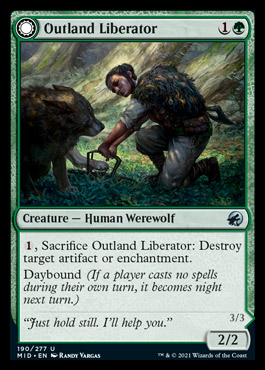 Outland Liberator 1
Creature — Human Werewolf
1, Sacrifice Outland Liberator: Destroy
target artifact or enchantment.
Daybound (If a player casts no spells
during their own turn, it becomes night
next turn.)
3/3
“Just hold still. I’ll help you.”
2/2
190/277 U
MID • EN RANDY VARGAS
™ & © 2021 Wizards of the Coast